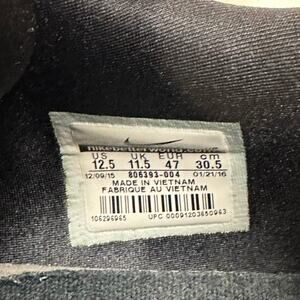 nikebetterworld.com
US UK EUR cm
12.5 11.5 47 30.5
12/09/15 806393-004 01/21/16
MADE IN VIETNAM
FABRIQUE AU VIETNAM
106296965 UPC 00091203650963